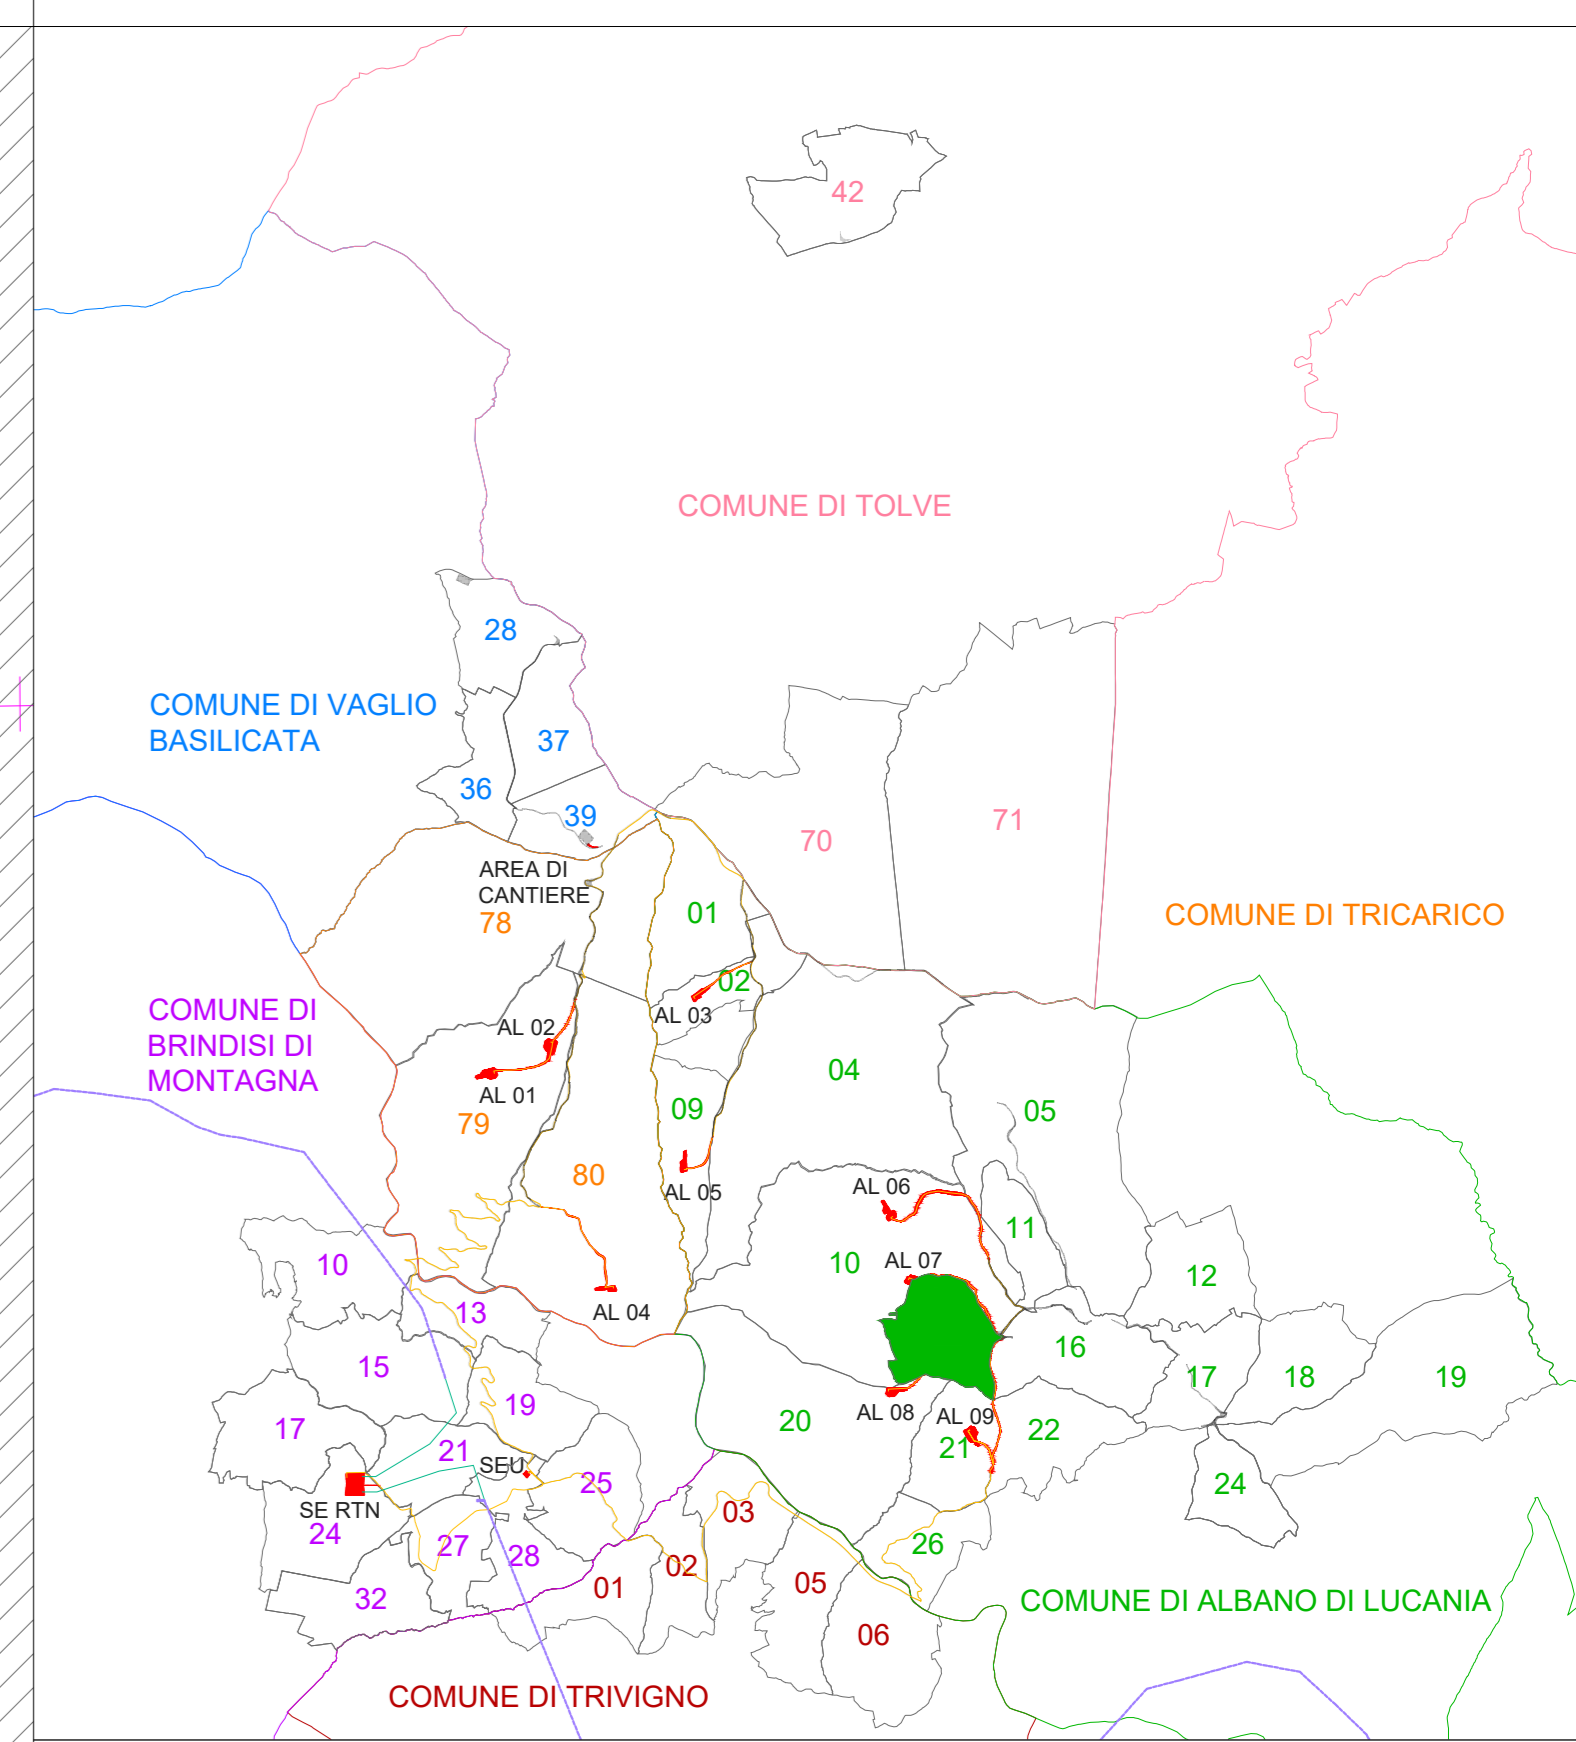 42
COMUNE DI TOLVE
28
COMUNE DI VAGLIO
BASILICATA
37
36
39
70
71
AREA DI
CANTIERE
78
01
COMUNE DI TRICARICO
02
AL 03
COMUNE DI
BRINDISI DI
MONTAGNA
AL 02
AL 01
79
04
09
05
80
AL 05
AL 06
11
10
10
AL 07
12
13
AL 04
15
16
17
18
19
19
17
20
AL 08
AL 09
21
22
21
SEU
25
24
SE RTN
24
03
27
28
26
02
01
05
32
COMUNE DI ALBANO DI LUCANIA
06
COMUNE DI TRIVIGNO